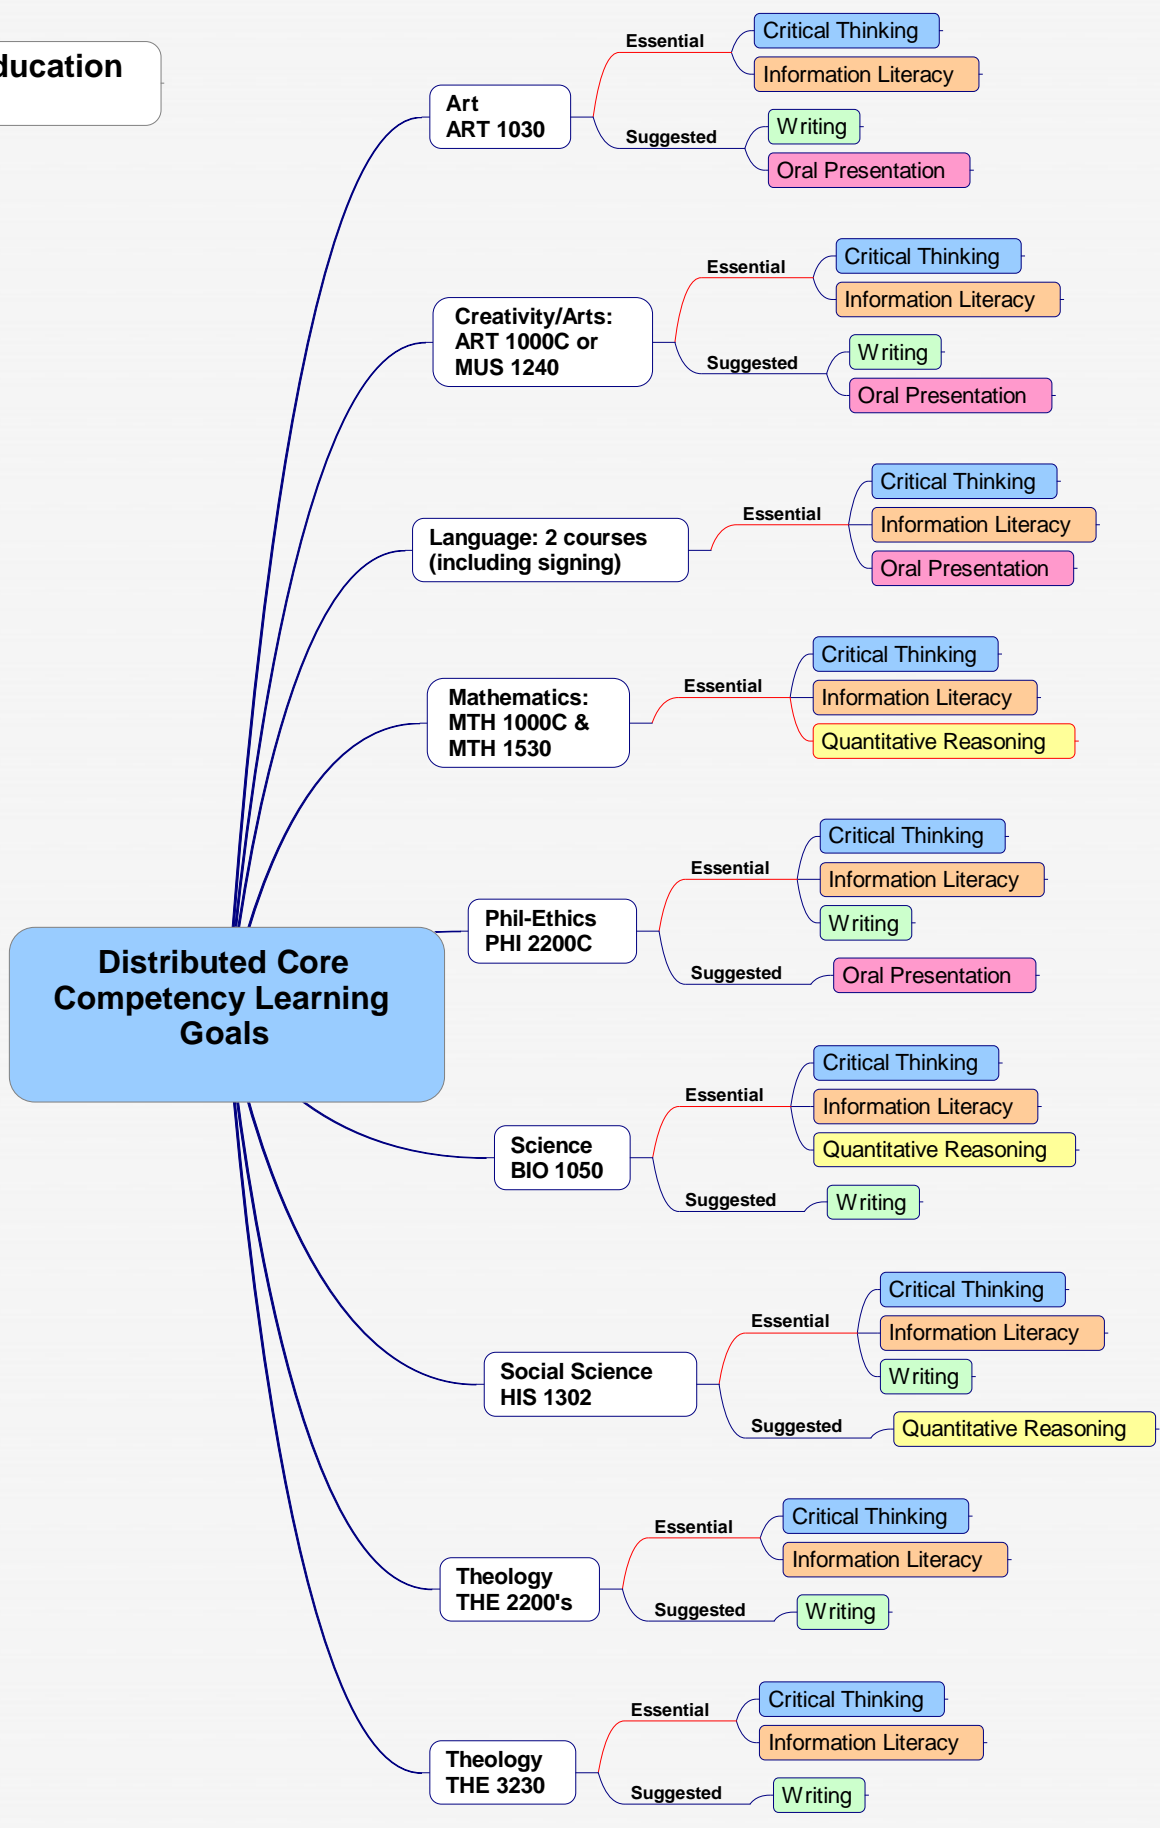 ducation
Art
ART 1030
Essential
Critical Thinking
Information Literacy
Suggested
Writing
Oral Presentation
Creativity/Arts:
ART 1000C or
MUS 1240
Essential
Critical Thinking
Information Literacy
Suggested
Writing
Oral Presentation
Language: 2 courses
(including signing)
Essential
Critical Thinking
Information Literacy
Oral Presentation
Mathematics:
MTH 1000C &
MTH 1530
Essential
Critical Thinking
Information Literacy
Quantitative Reasoning
Phil-Ethics
PHI 2200C
Essential
Critical Thinking
Information Literacy
Writing
Suggested
Oral Presentation
Distributed Core
Competency Learning
Goals
Science
BIO 1050
Essential
Critical Thinking
Information Literacy
Quantitative Reasoning
Suggested
Writing
Social Science
HIS 1302
Essential
Critical Thinking
Information Literacy
Writing
Suggested
Quantitative Reasoning
Theology
THE 2200's
Essential
Critical Thinking
Information Literacy
Suggested
Writing
Theology
THE 3230
Essential
Critical Thinking
Information Literacy
Suggested
Writing